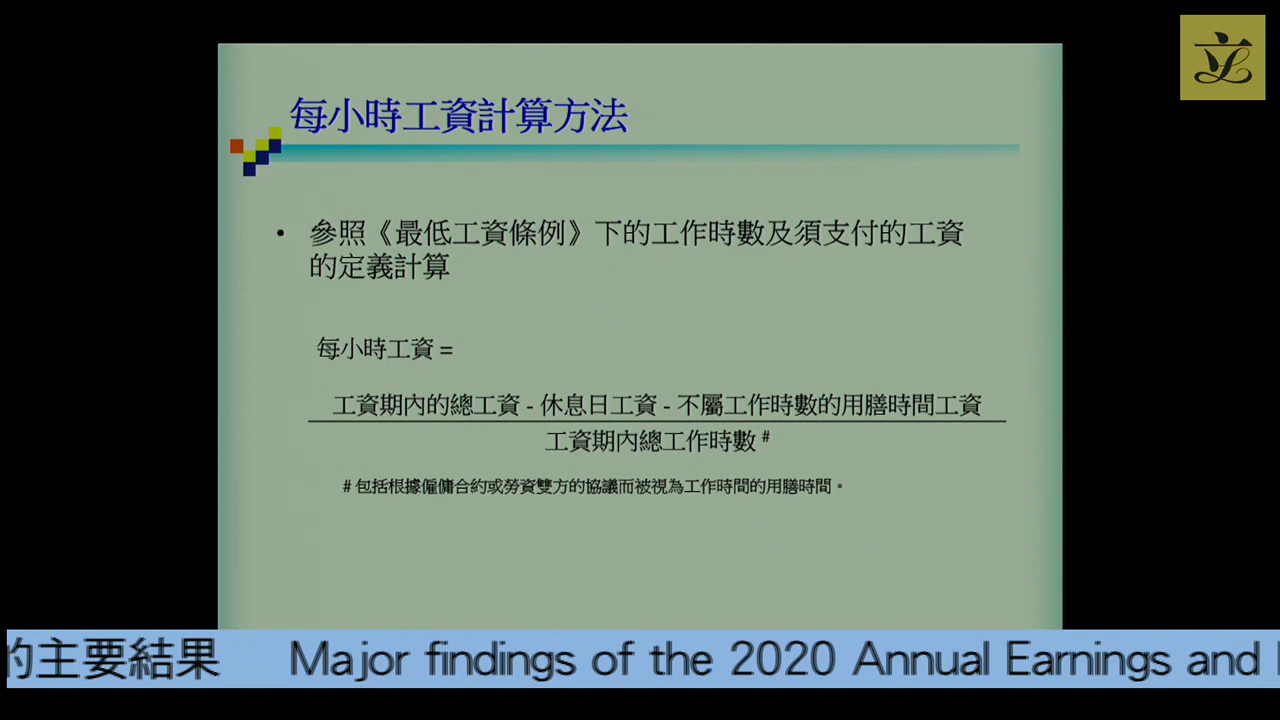 每小時工資計算方法
• 參照《最低工資條例》下的工作時數及須支付的工資
的定義計算
每小時工資 =
工資期內的總工資 - 休息日工資 - 不屬工作時數的用膳時間工資
工資期內總工作時數 #
# 包括根據僱傭合約或勞資雙方的協議而被視為工作時間的用膳時間。
的主要結果 Major findings of the 2020 Annual Earnings and